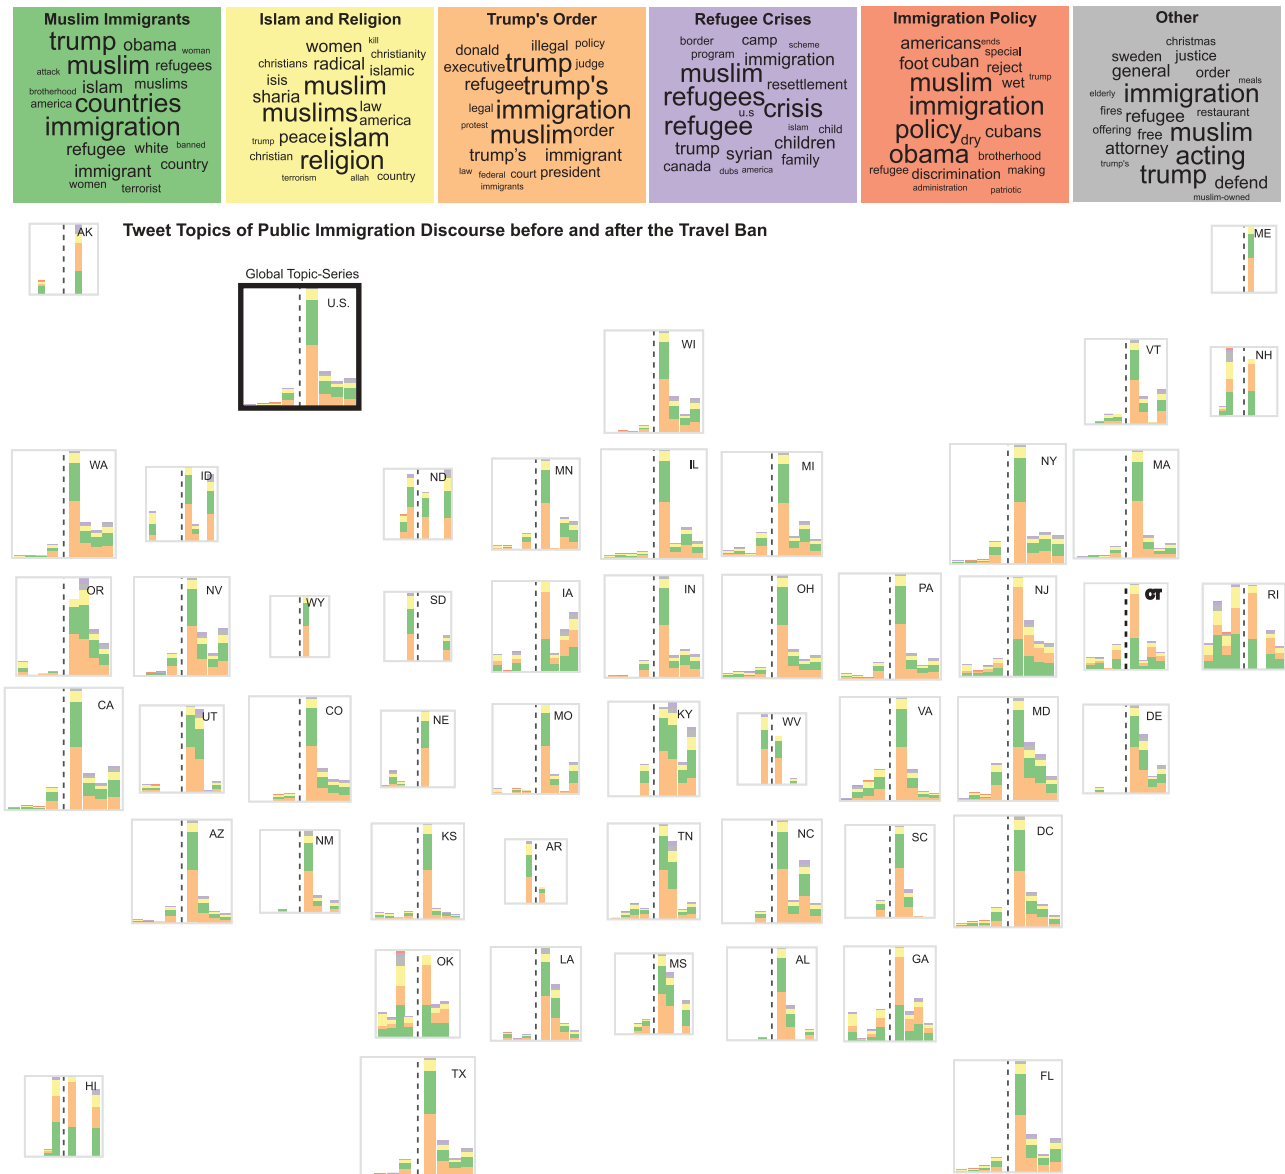 Muslim Immigrants
trump obama woman
attack muslim refugees
brotherhood islam muslims
america countries
immigration
refugee white banned
immigrant country
women terrorist
Islam and Religion
women kill
christianity
christians radical islamic
isis muslim
sharia
muslims law
america
trump peace islam
christian religion
terrorism allah country
Trump's Order
donald illegal policy
executive trump judge
refugee trump's
legal immigration
protest muslim order
trump's immigrant
law federal court president
immigrants
Refugee Crises
border camp scheme
program immigration
muslim resettlement
refugees crisis
u.s
refugee islam child
children
trump syrian family
canada dubs america
Immigration Policy
americans ends
special
foot cuban reject
muslim wet trump
immigration
policy dry cubans
obama brotherhood
refugee discrimination making
administration patriotic
Other
christmas
sweden justice
general order meals
elderly immigration
fires refugee restaurant
offering free muslim
attorney acting
trump's trump defend
muslim-owned
Tweet Topics of Public Immigration Discourse before and after the Travel Ban
AK
ME
Global Topic-Series
U.S.
WI
VT
NH
WA
ID
ND
MN
IL
MI
NY
MA
OR
NV
WY
SD
IA
IN
OH
PA
NJ
CT
RI
CA
UT
CO
NE
MO
KY
WV
VA
MD
DE
AZ
NM
KS
AR
TN
NC
SC
DC
OK
LA
MS
AL
GA
HI
TX
FL